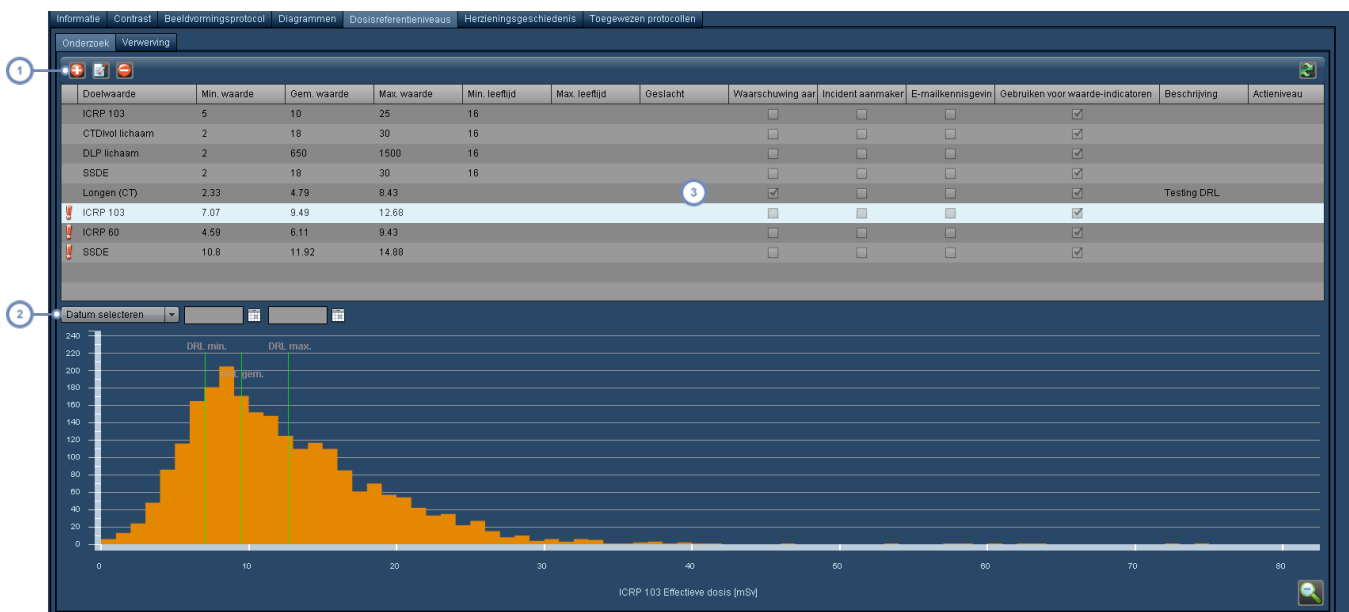 Informatie Contrast Beeldvormingsprotocol Diagrammen Dosisreferentieniveaus Herzieningsgeschiedenis Toegewezen protocollen
Onderzoek Verwerving
1
Doelwaarde Min. waarde Gem. waarde Max. waarde Min. leeftijd Max. leeftijd Geslacht Waarschuwing aar Incident aanmaker E-mailkennisgevin Gebruiken voor waarde-indicatoren Beschrijving Actieniveau
ICRP 103 5 10 25 16
CTDIvol lichaam 2 18 30 16
DLP lichaam 2 650 1500 16
SSDE 2 18 30 16
Longen (CT) 2.33 4.79 8.43 3 Testing DRL
ICRP 103 7.07 9.49 12.68
ICRP 60 4.59 6.11 9.43
SSDE 10.8 11.92 14.88
2 Datum selecteren
240
220
200
180
160
140
120
100
80
60
40
20
0
DRL min. DRL max.
gem.
0 10 20 30 40 50 60 70 80
ICRP 103 Effectieve dosis [mSv]